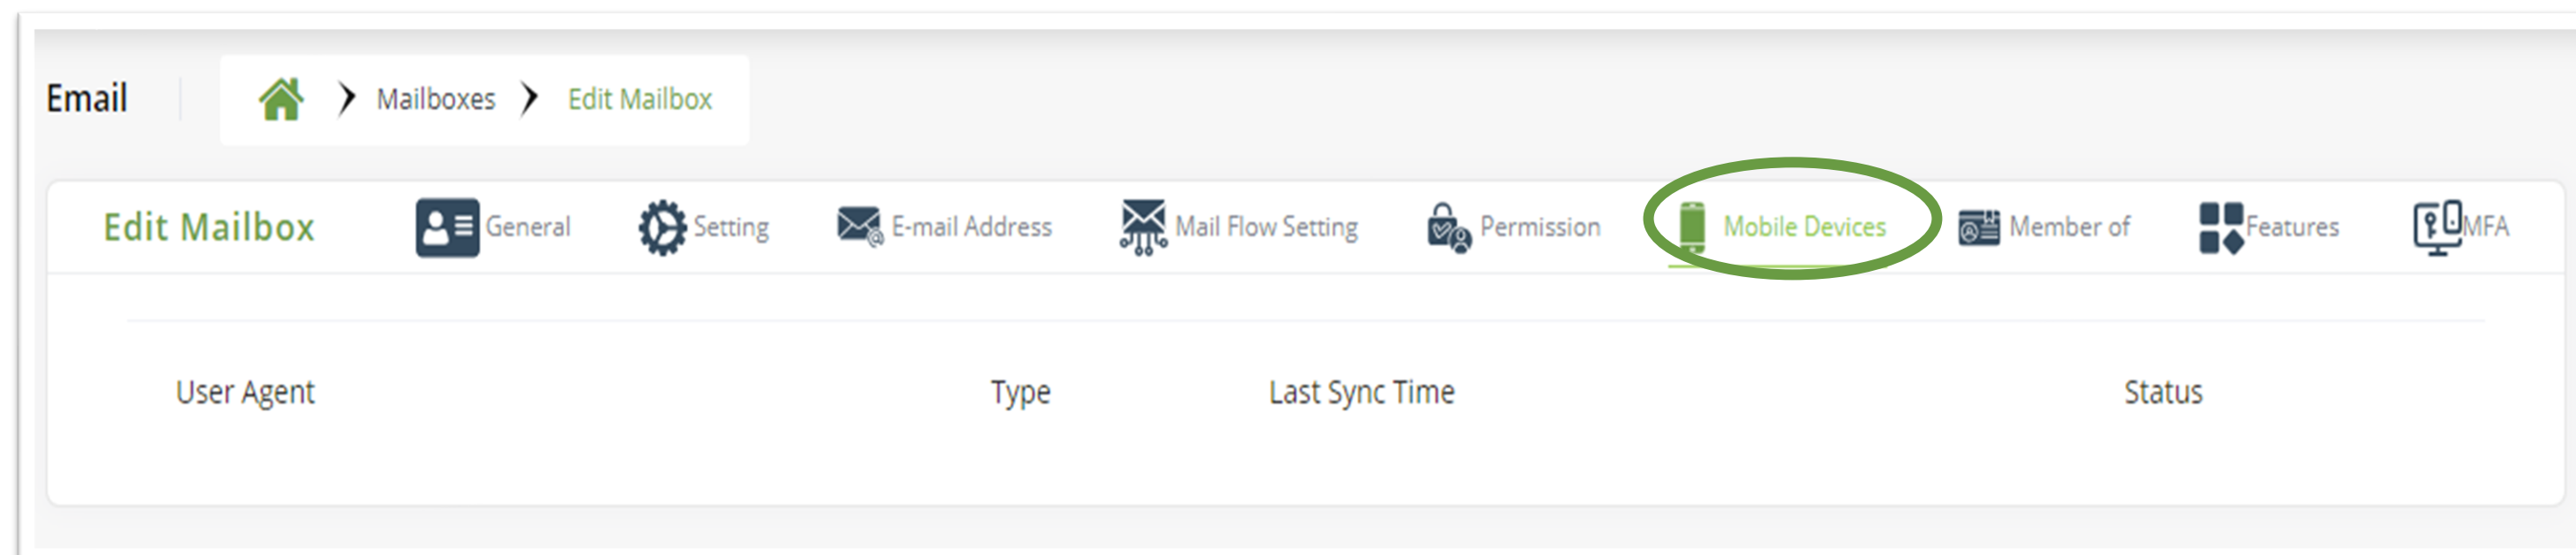 Email Mailboxes Edit Mailbox
Edit Mailbox General Setting E-mail Address Mail Flow Setting Permission Mobile Devices Member of Features MFA
User Agent Type Last Sync Time Status